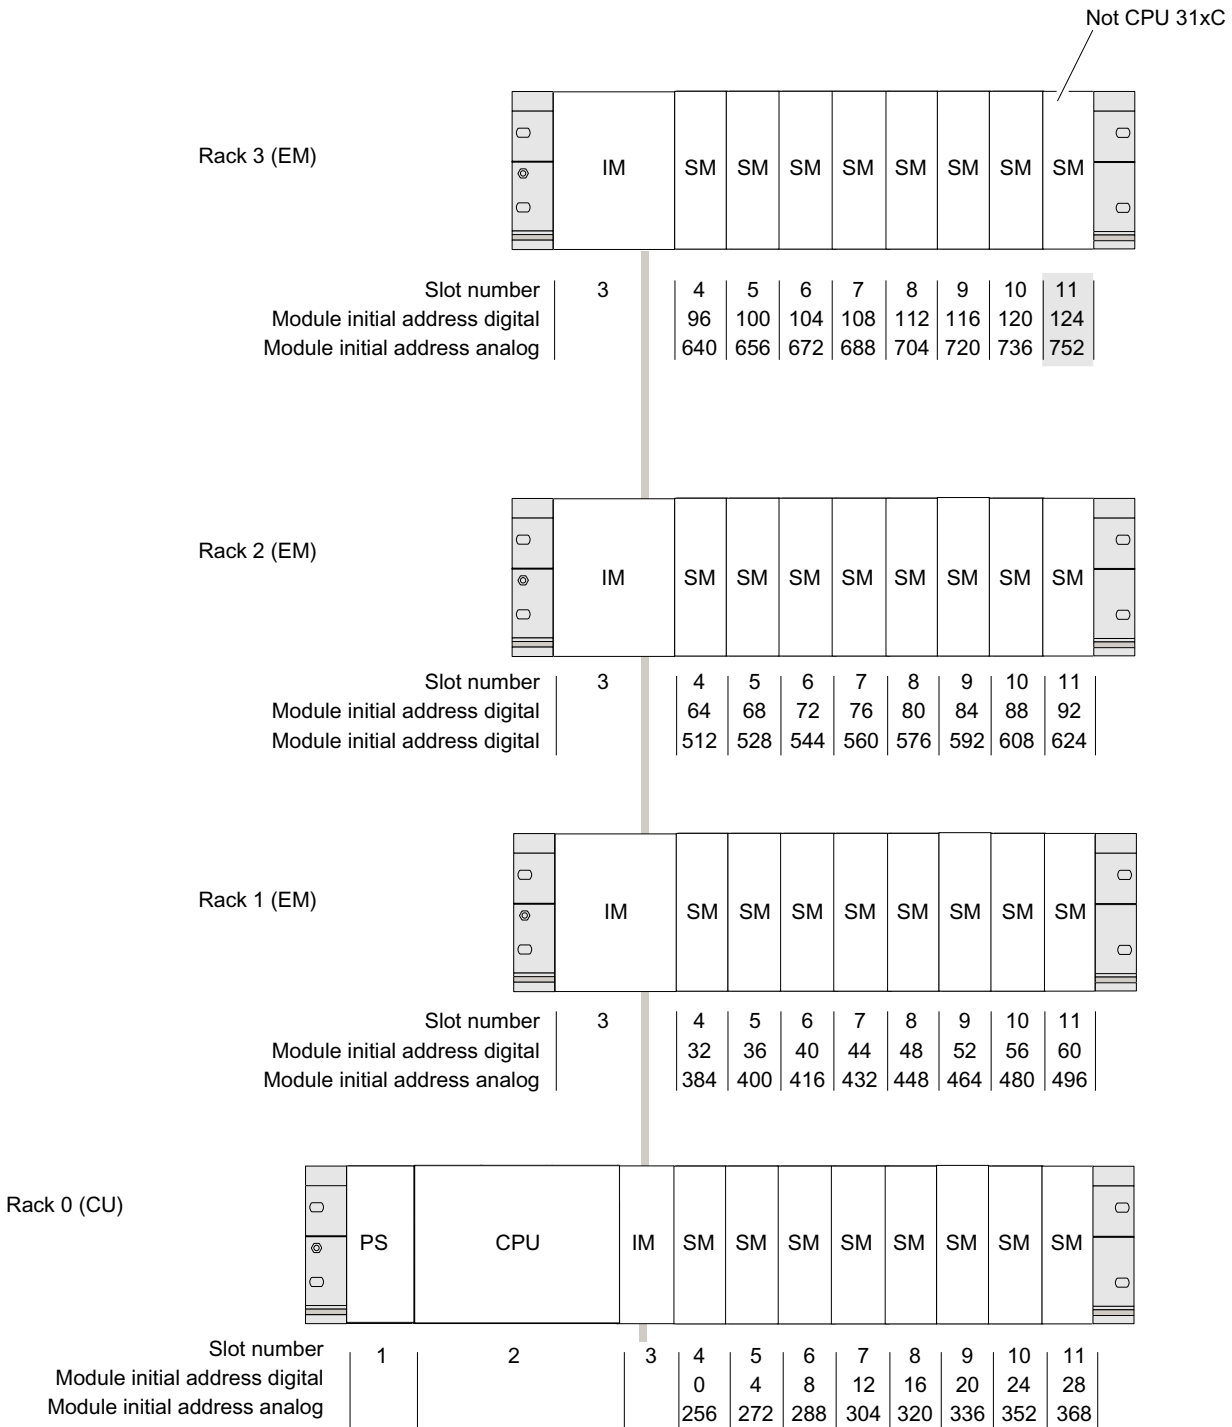 Not CPU 31xC
Rack 3 (EM)
IM SM SM SM SM SM SM SM SM
Slot number 3 4 5 6 7 8 9 10 11
Module initial address digital 96 100 104 108 112 116 120 124
Module initial address analog 640 656 672 688 704 720 736 752
Rack 2 (EM)
IM SM SM SM SM SM SM SM SM
Slot number 3 4 5 6 7 8 9 10 11
Module initial address digital 64 68 72 76 80 84 88 92
Module initial address digital 512 528 544 560 576 592 608 624
Rack 1 (EM)
IM SM SM SM SM SM SM SM SM
Slot number 3 4 5 6 7 8 9 10 11
Module initial address digital 32 36 40 44 48 52 56 60
Module initial address analog 384 400 416 432 448 464 480 496
Rack 0 (CU)
PS CPU IM SM SM SM SM SM SM SM SM
Slot number 1 2 3 4 5 6 7 8 9 10 11
Module initial address digital 0 4 8 12 16 20 24 28
Module initial address analog 256 272 288 304 320 336 352 368